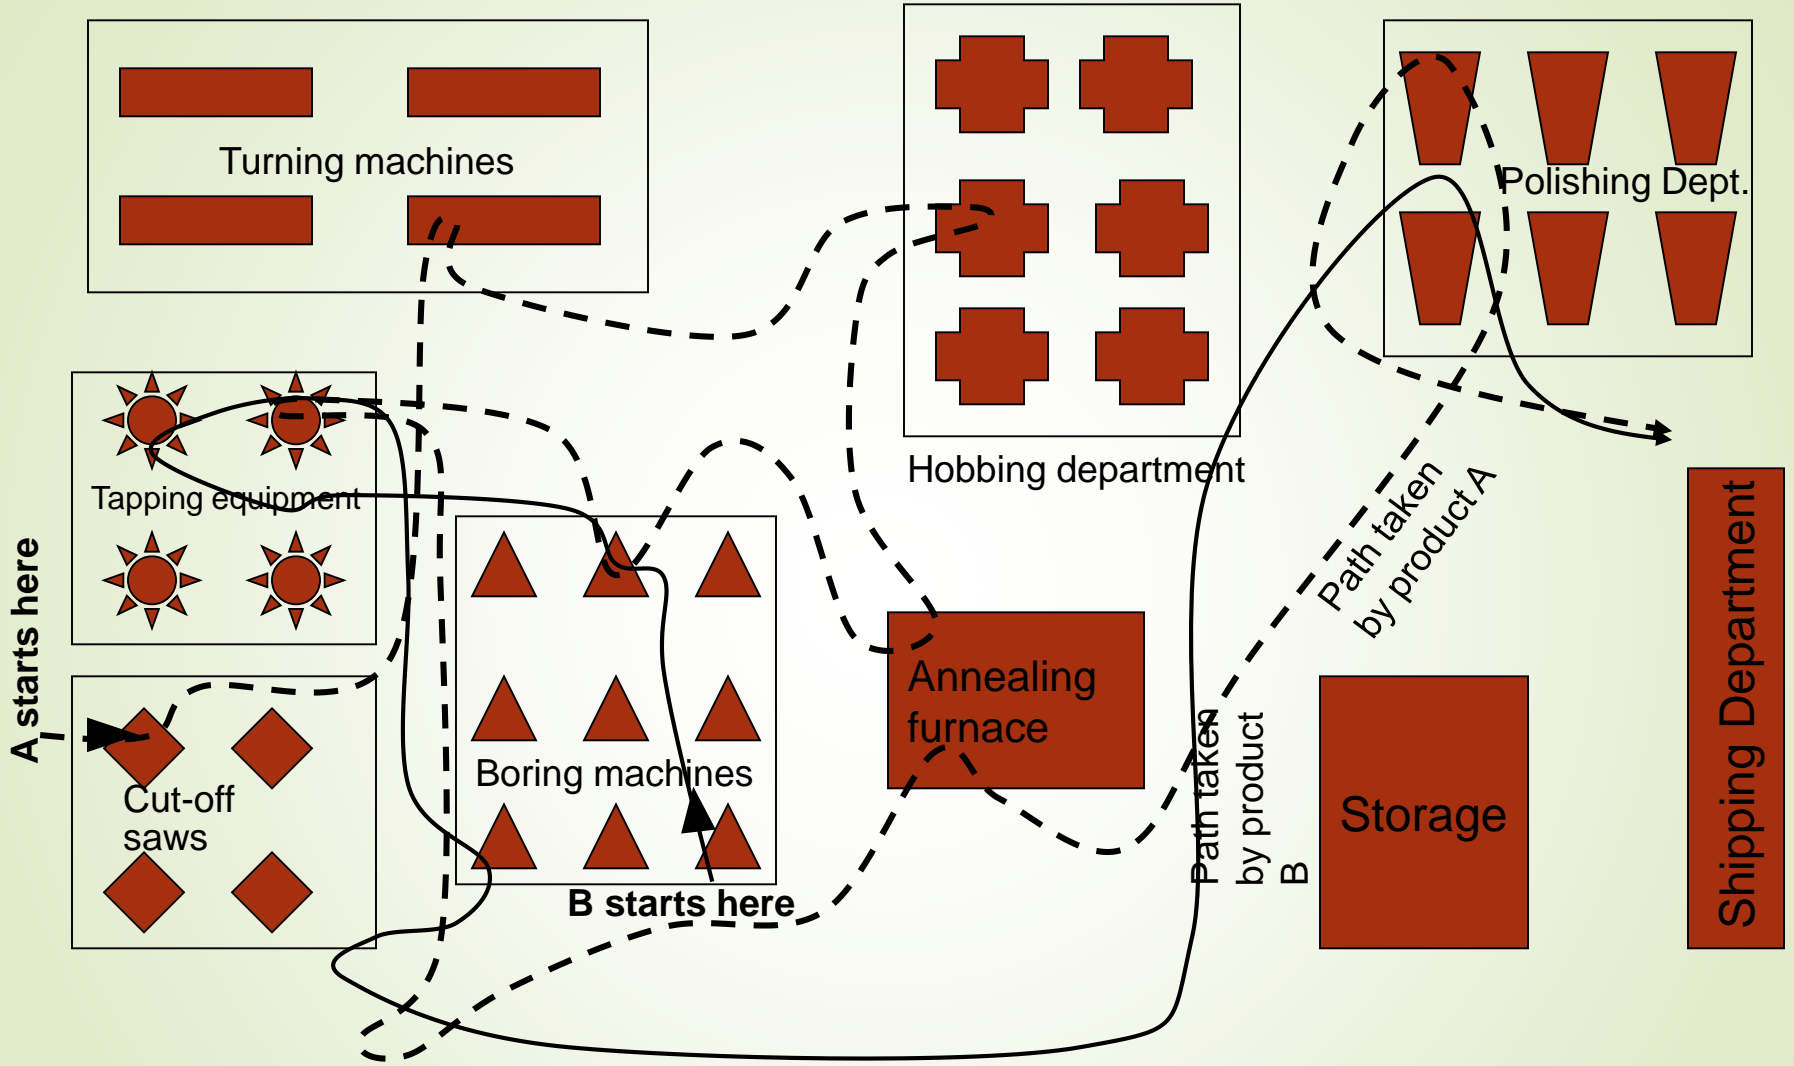 Turning machines
Polishing Dept.
Hobbing department
Tapping equipment
A starts here
Path taken
by product A
Annealing
furnace
Boring machines
Cut-off
saws
B starts here
Path taken
by product
B
Storage
Shipping Department